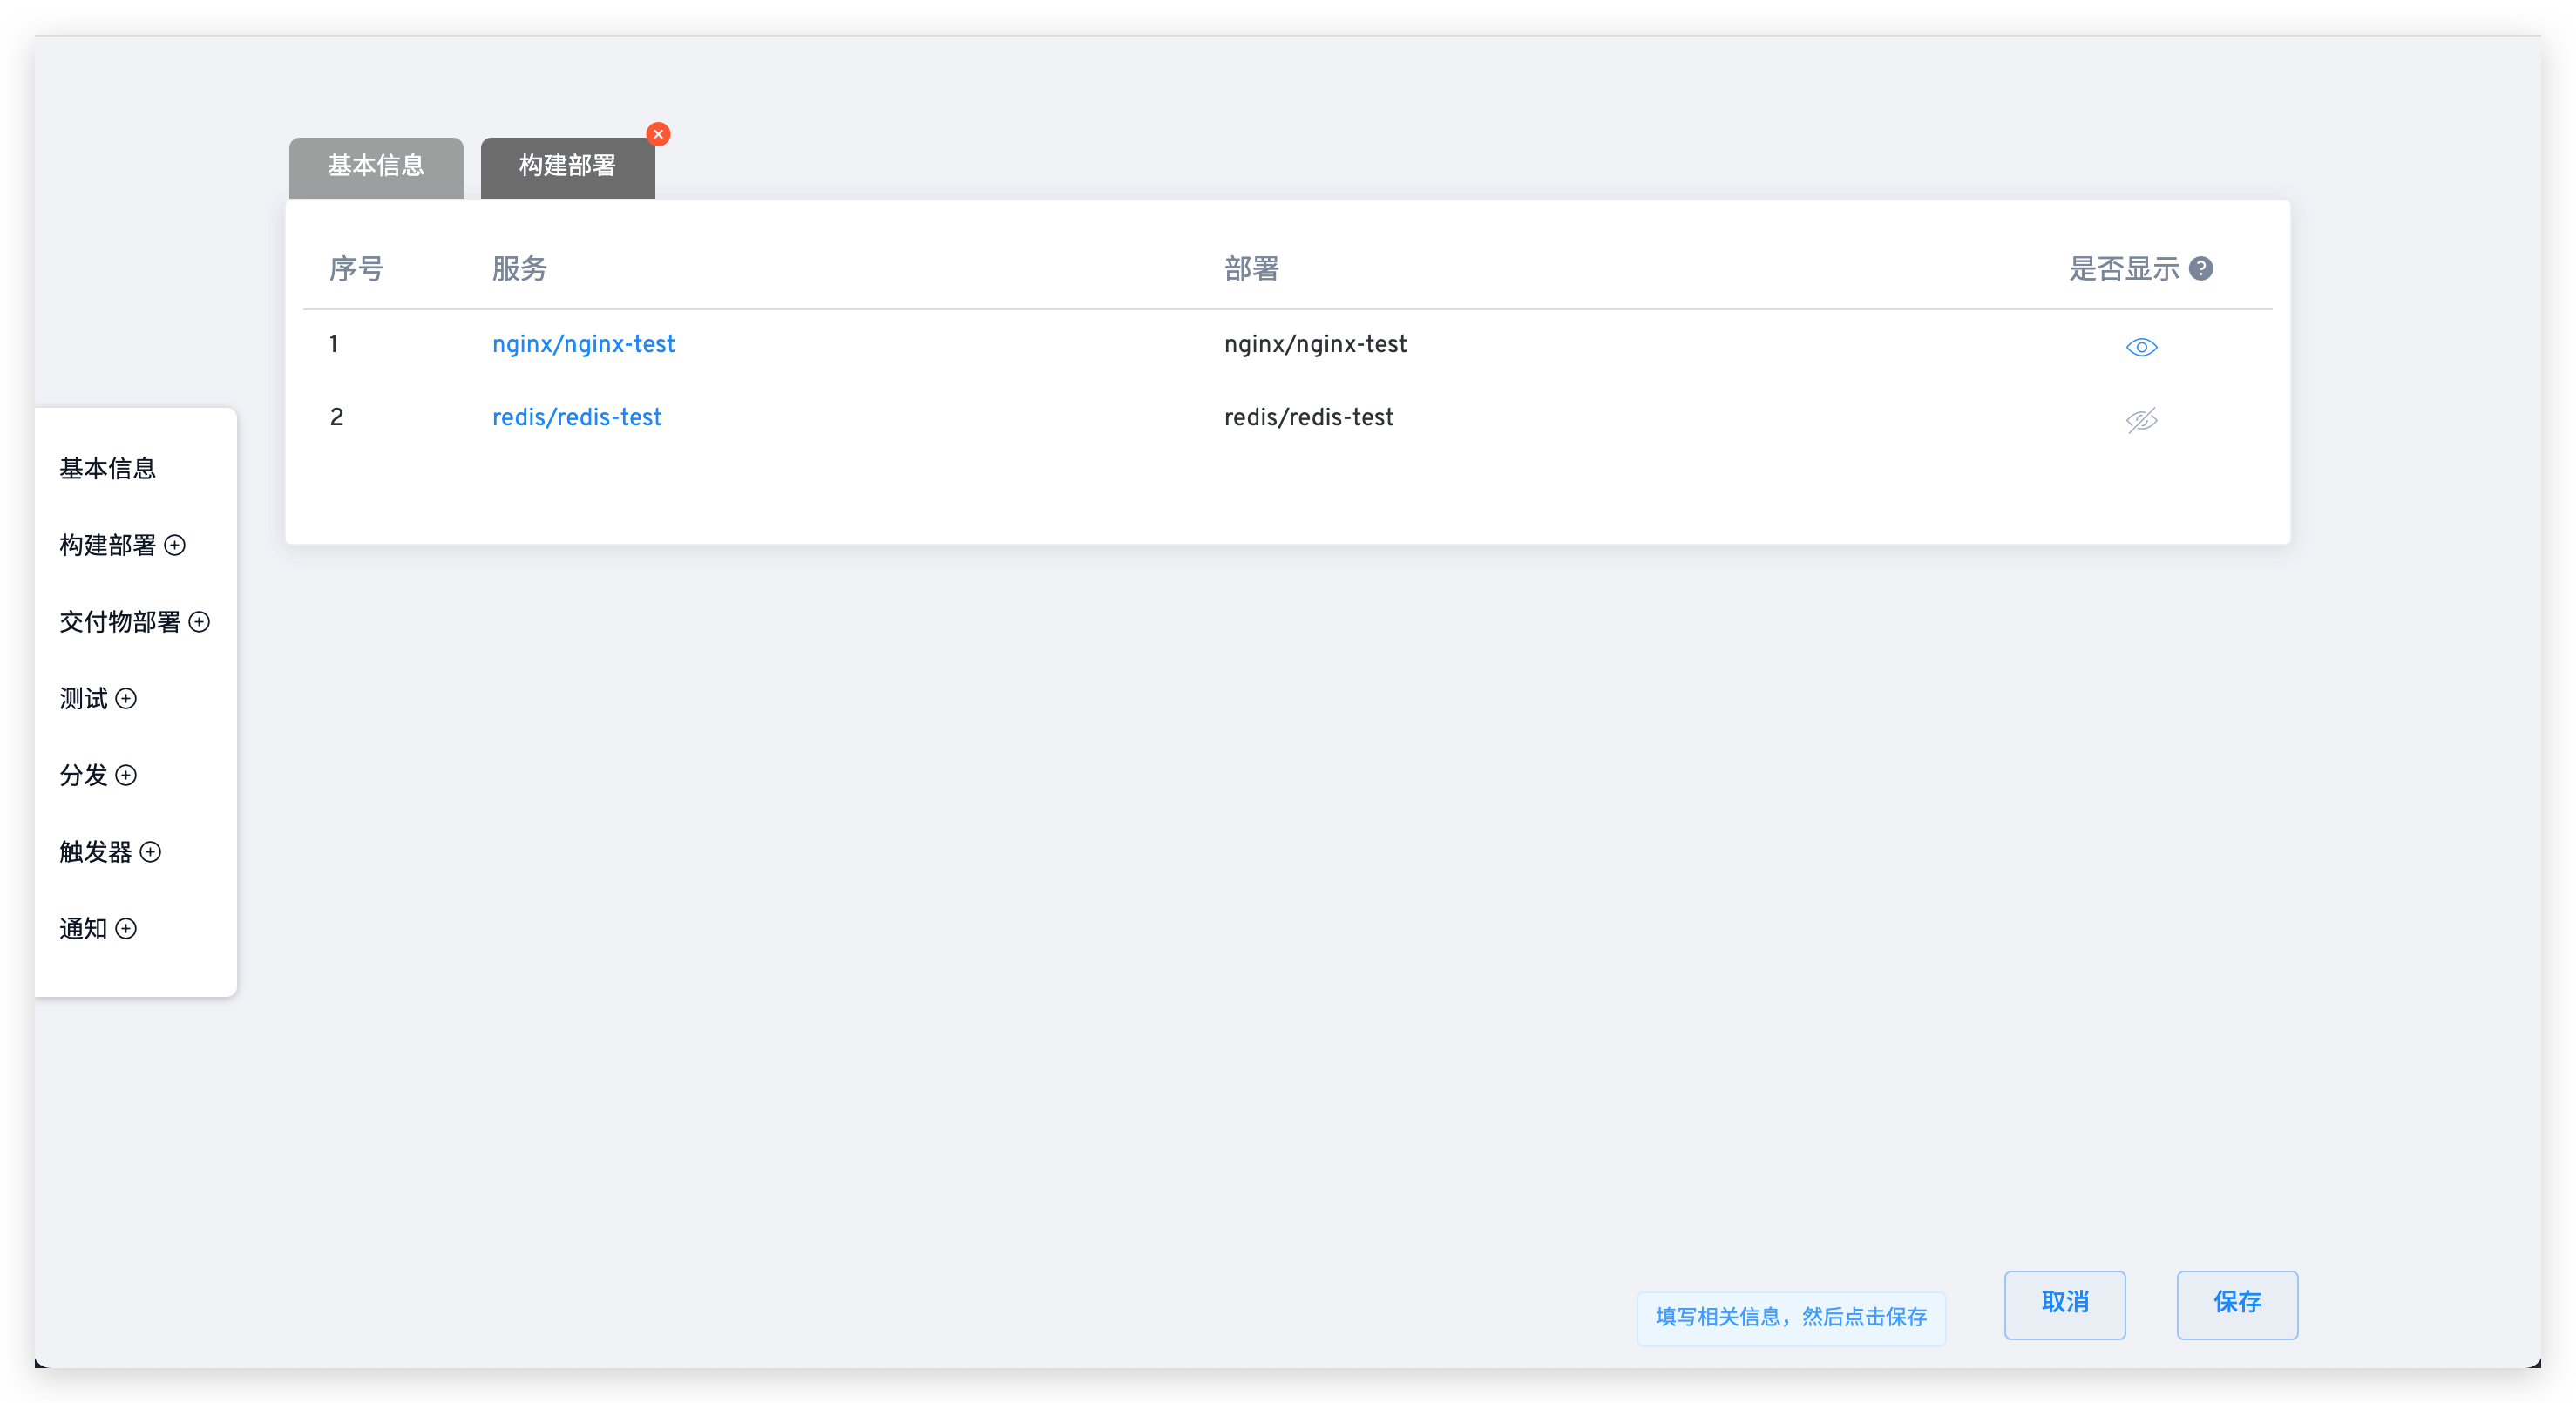 基本信息 构建部署
序号 服务 部署 是否显示
1 nginx/nginx-test nginx/nginx-test
2 redis/redis-test redis/redis-test
基本信息
构建部署
交付物部署
测试
分发
触发器
通知
填写相关信息，然后点击保存 取消 保存